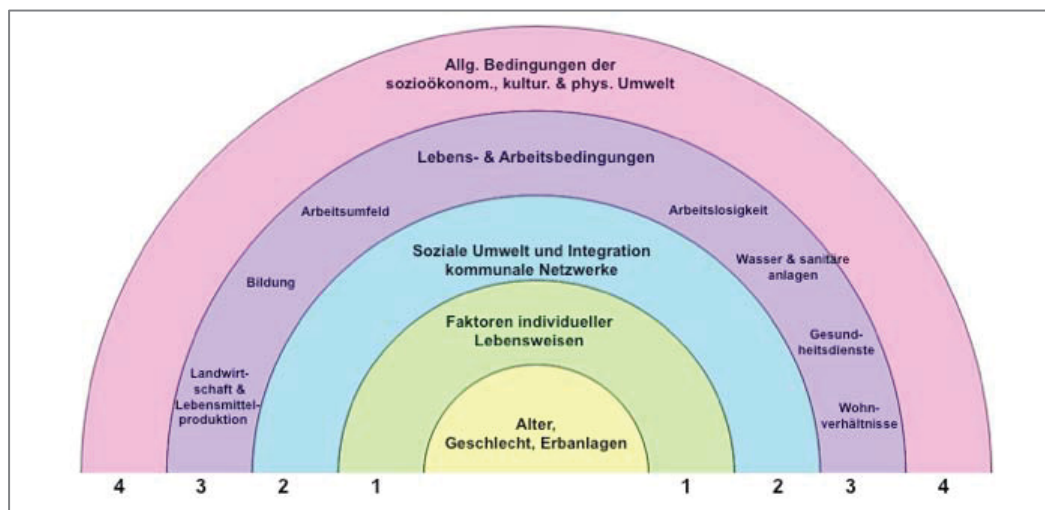 Allg. Bedingungen der
sozioökonom., kultur. & phys. Umwelt
Lebens- & Arbeitsbedingungen
Arbeitsumfeld
Arbeitslosigkeit
Soziale Umwelt und Integration
kommunale Netzwerke
Wasser & sanitäre
anlagen
Bildung
Faktoren individueller
Lebensweisen
Gesund-
heitsdienste
Landwirt-
schaft &
Lebensmittel-
produktion
Wohn-
verhältnisse
Alter,
Geschlecht, Erbanlagen
4 3 2 1 1 2 3 4